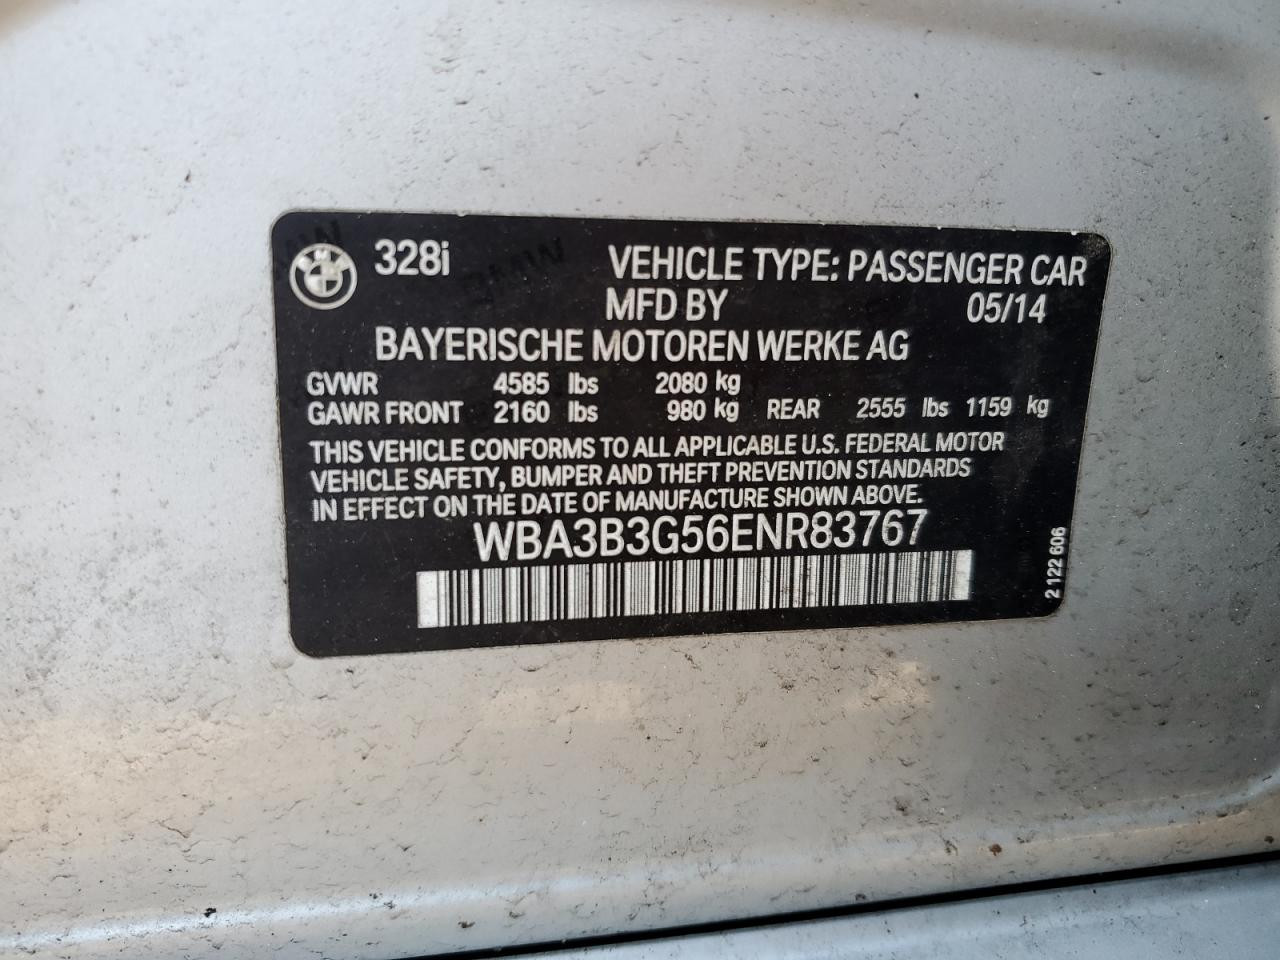 BMW
328i
VEHICLE TYPE: PASSENGER CAR
MFD BY 05/14
BAYERISCHE MOTOREN WERKE AG
GVWR 4585 lbs 2080 kg
GAWR FRONT 2160 lbs 980 kg REAR 2555 lbs 1159 kg
THIS VEHICLE CONFORMS TO ALL APPLICABLE U.S. FEDERAL MOTOR
VEHICLE SAFETY, BUMPER AND THEFT PREVENTION STANDARDS
IN EFFECT ON THE DATE OF MANUFACTURE SHOWN ABOVE.
WBA3B3G56ENR83767
2 122 606